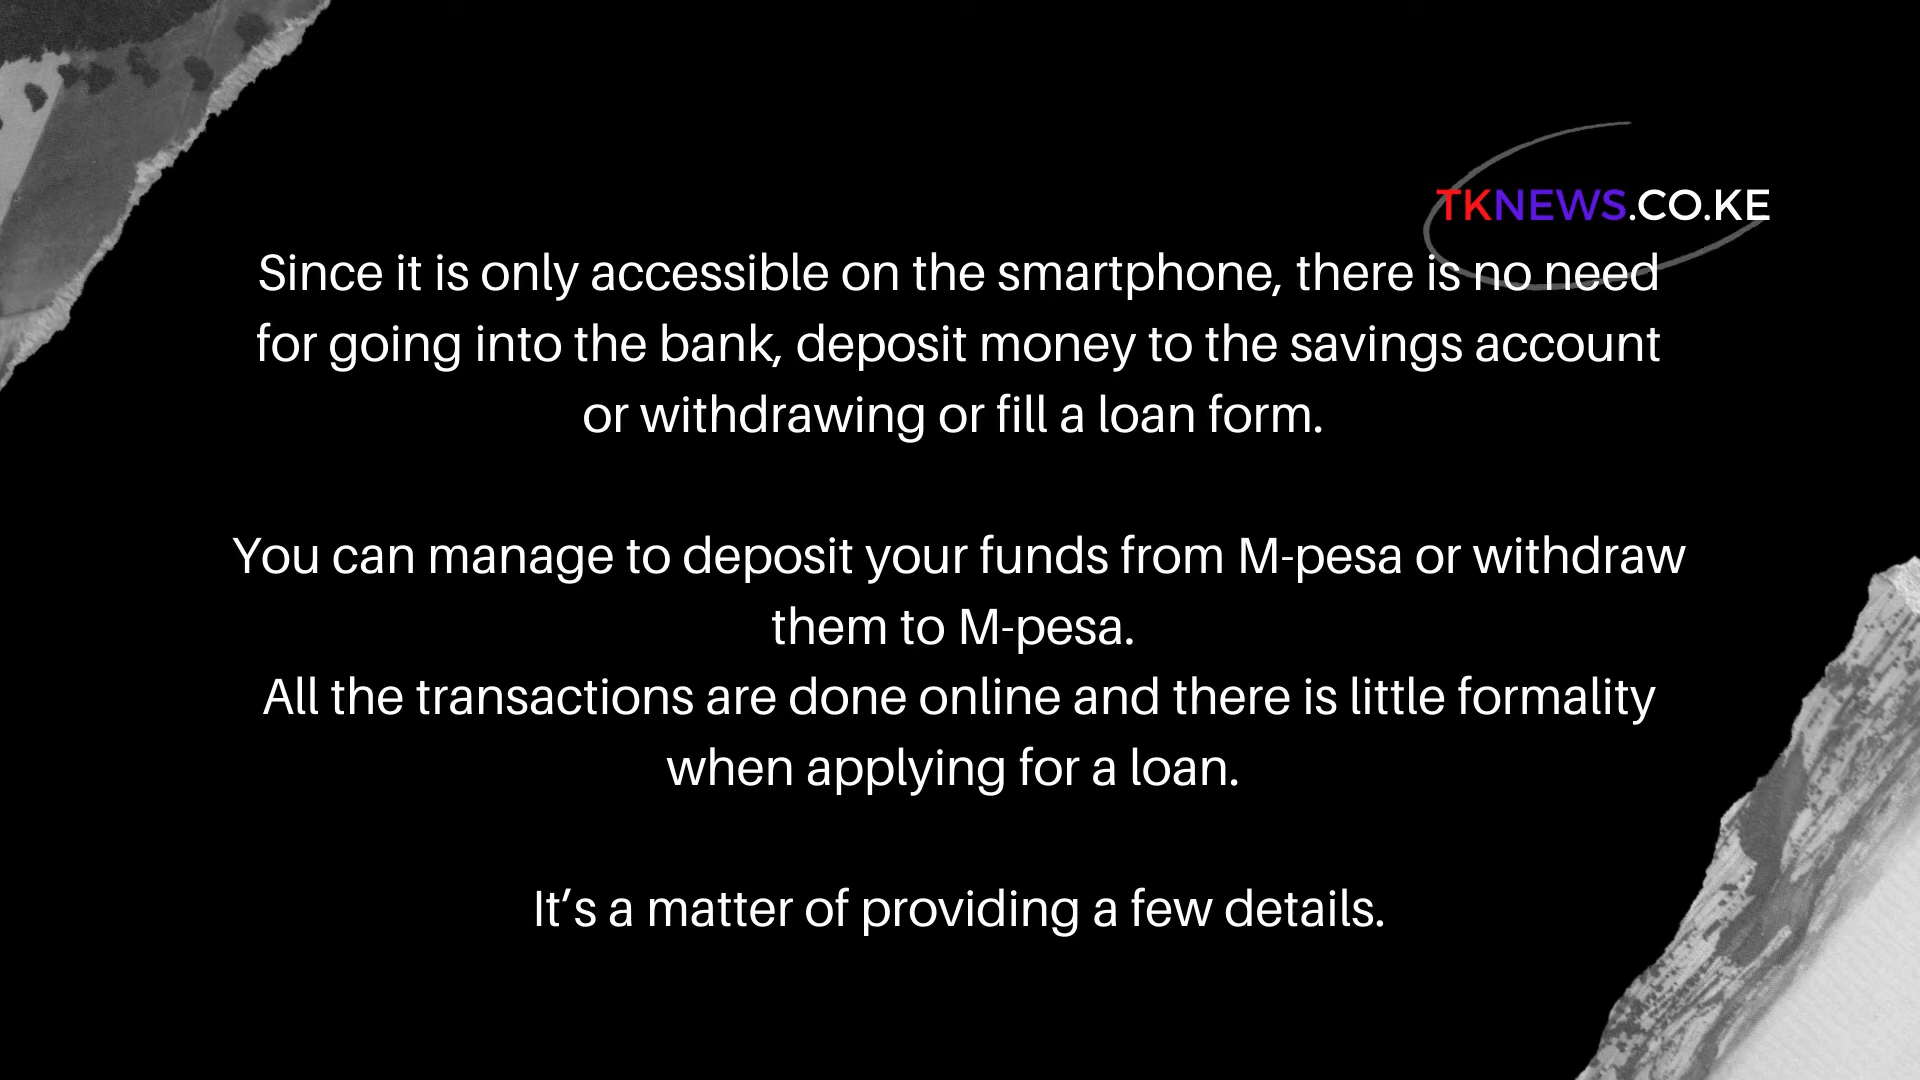 TKNEWS.CO.KE
Since it is only accessible on the smartphone, there is no need
for going into the bank, deposit money to the savings account
or withdrawing or fill a loan form.
You can manage to deposit your funds from M-pesa or withdraw
them to M-pesa.
All the transactions are done online and there is little formality
when applying for a loan.
It’s a matter of providing a few details.